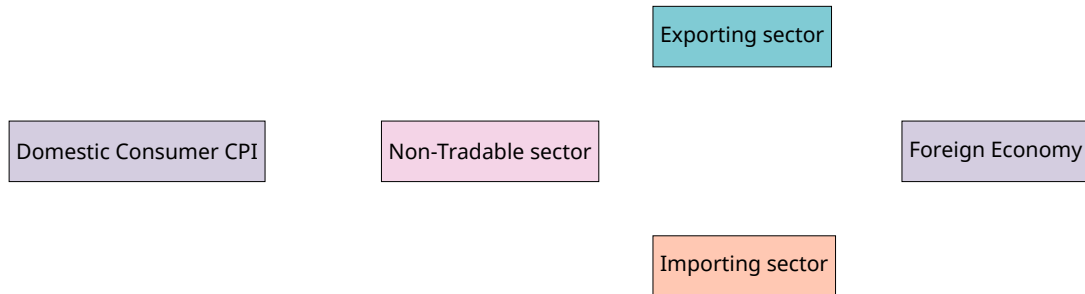 Exporting sector
Domestic Consumer CPI
Non-Tradable sector
Foreign Economy
Importing sector